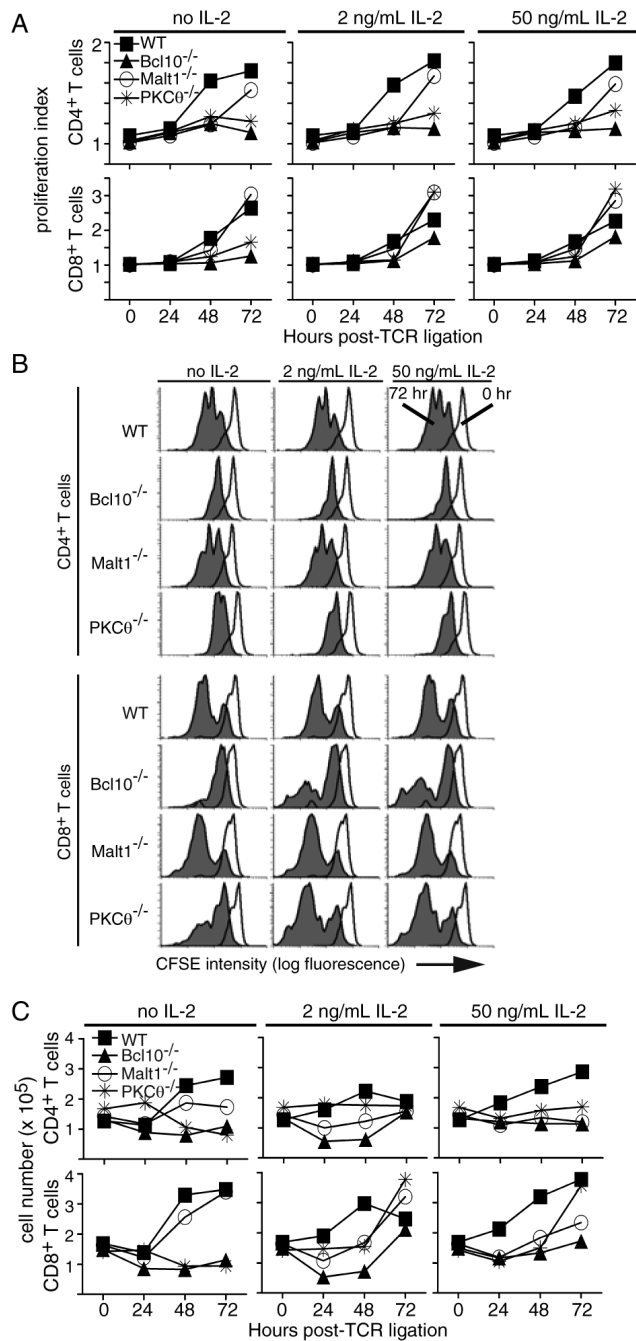 A
no IL-2
2 ng/mL IL-2
50 ng/mL IL-2
proliferation index
CD4+ T cells
2
1
WT
Bcl10-/-
Malt1-/-
PKCθ-/-
CD8+ T cells
3
2
1
0 24 48 72
0 24 48 72
0 24 48 72
Hours post-TCR ligation
B
no IL-2
2 ng/mL IL-2
50 ng/mL IL-2
72 hr
0 hr
CD4+ T cells
WT
Bcl10-/-
Malt1-/-
PKCθ-/-
CD8+ T cells
WT
Bcl10-/-
Malt1-/-
PKCθ-/-
CFSE intensity (log fluorescence)
C
no IL-2
2 ng/mL IL-2
50 ng/mL IL-2
cell number (x 10^5)
CD4+ T cells
4
3
2
1
WT
Bcl10-/-
Malt1-/-
PKCθ-/-
CD8+ T cells
4
3
2
1
0 24 48 72
0 24 48 72
0 24 48 72
Hours post-TCR ligation